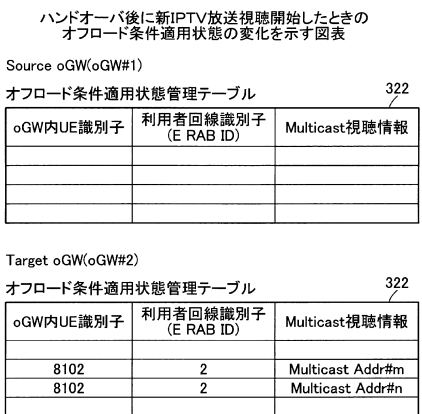 ハンドオーバ後に新IPTV放送視聴開始したときの
オフロード条件適用状態の変化を示す図表
Source oGW(oGW#1)
オフロード条件適用状態管理テーブル
322
oGW内UE識別子 利用者回線識別子 Multicast視聴情報
(E RAB ID)
Target oGW(oGW#2)
オフロード条件適用状態管理テーブル
322
oGW内UE識別子 利用者回線識別子 Multicast視聴情報
(E RAB ID)
8102 2 Multicast Addr#m
8102 2 Multicast Addr#n